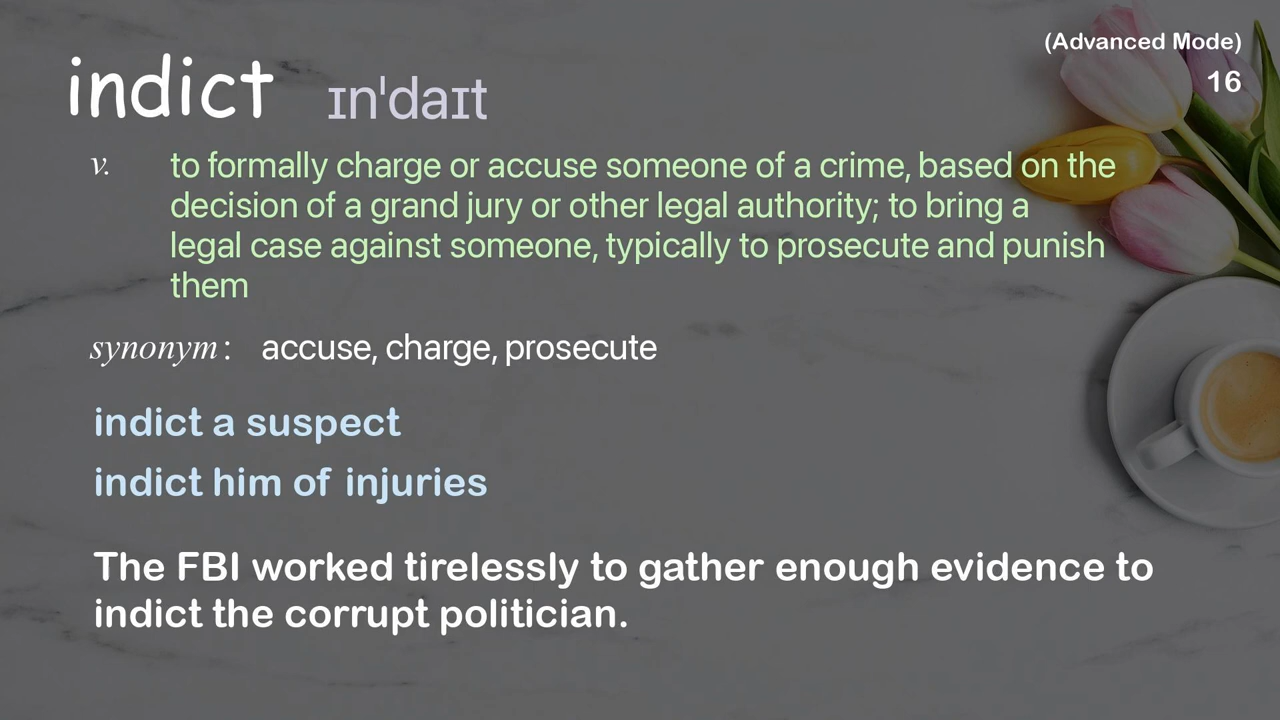 (Advanced Mode)
16
indict ɪn'daɪt
v. to formally charge or accuse someone of a crime, based on the
decision of a grand jury or other legal authority; to bring a
legal case against someone, typically to prosecute and punish
them
synonym: accuse, charge, prosecute
indict a suspect
indict him of injuries
The FBI worked tirelessly to gather enough evidence to
indict the corrupt politician.